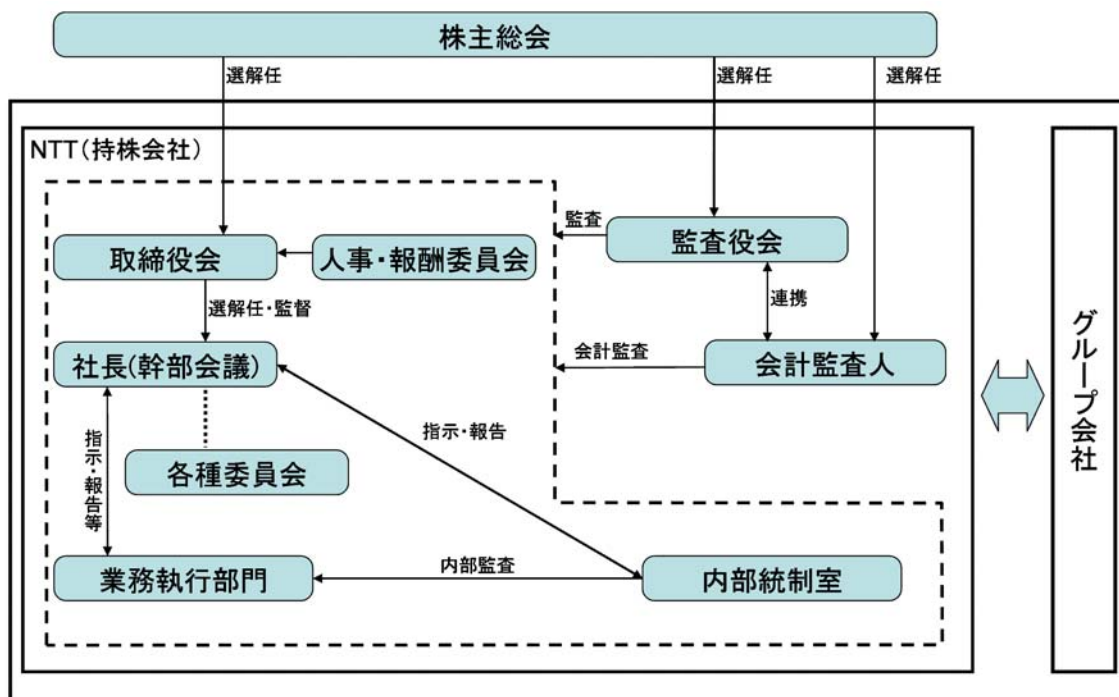 株主総会
選解任
選解任
選解任
NTT(持株会社)
監査
監査役会
取締役会
人事・報酬委員会
連携
選解任・監督
会計監査
会計監査人
社長(幹部会議)
指示・報告
指示・報告等
各種委員会
内部監査
業務執行部門
内部統制室
グループ会社